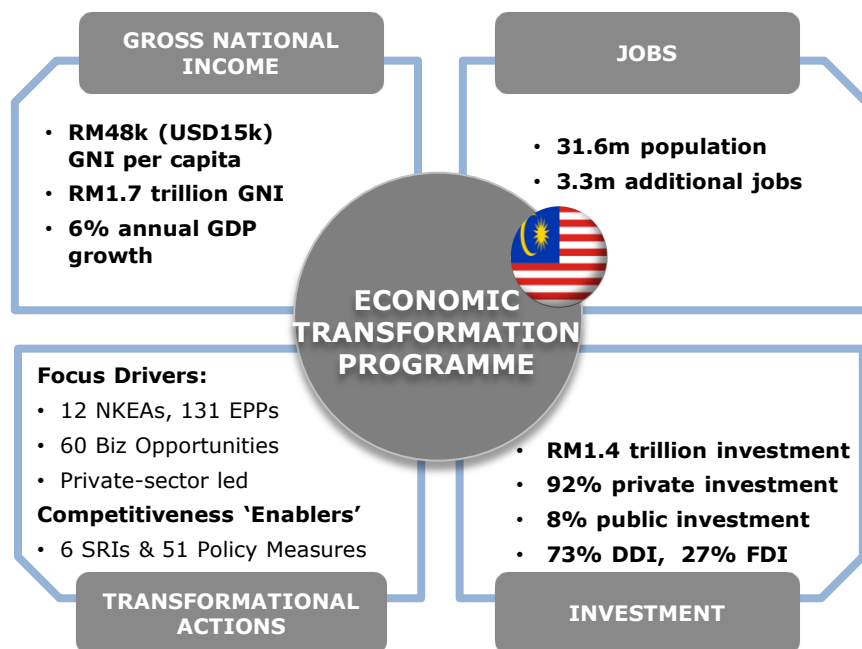 GROSS NATIONAL
INCOME
• RM48k (USD15k)
GNI per capita
• RM1.7 trillion GNI
• 6% annual GDP
growth
JOBS
• 31.6m population
• 3.3m additional jobs
ECONOMIC
TRANSFORMATION
PROGRAMME
Focus Drivers:
• 12 NKEAs, 131 EPPs
• 60 Biz Opportunities
• Private-sector led
Competitiveness ‘Enablers’
• 6 SRIs & 51 Policy Measures
TRANSFORMATIONAL
ACTIONS
• RM1.4 trillion investment
• 92% private investment
• 8% public investment
• 73% DDI, 27% FDI
INVESTMENT